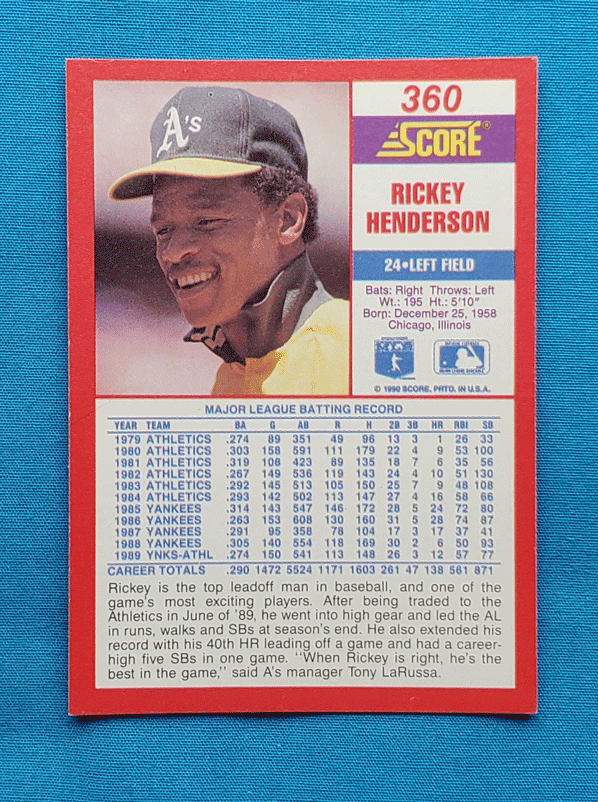 A's
360
SCORE®
RICKEY
HENDERSON
24•LEFT FIELD
Bats: Right Throws: Left
Wt.: 195 Ht.: 5'10"
Born: December 25, 1958
Chicago, Illinois
© 1990 SCORE. PRTD. IN U.S.A.
MAJOR LEAGUE BATTING RECORD
YEAR TEAM BA G AB R H 2B 3B HR RBI SB
1979 ATHLETICS .274 89 351 49 96 13 3 1 26 33
1980 ATHLETICS .303 158 591 111 179 22 4 9 53 100
1981 ATHLETICS .319 108 423 89 135 18 7 6 35 56
1982 ATHLETICS .267 149 536 119 143 24 4 10 51 130
1983 ATHLETICS .292 145 513 105 150 25 7 9 48 108
1984 ATHLETICS .293 142 502 113 147 27 4 16 58 66
1985 YANKEES .314 143 547 146 172 28 5 24 72 80
1986 YANKEES .263 153 608 130 160 31 5 28 74 87
1987 YANKEES .291 95 358 78 104 17 3 17 37 41
1988 YANKEES .305 140 554 118 169 30 2 6 50 93
1989 YNKS-ATHL .274 150 541 113 148 26 3 12 57 77
CAREER TOTALS .290 1472 5524 1171 1603 261 47 138 561 871
Rickey is the top leadoff man in baseball, and one of the
game's most exciting players. After being traded to the
Athletics in June of '89, he went into high gear and led the AL
in runs, walks and SBs at season's end. He also extended his
record with his 40th HR leading off a game and had a career-
high five SBs in one game. "When Rickey is right, he's the
best in the game," said A's manager Tony LaRussa.